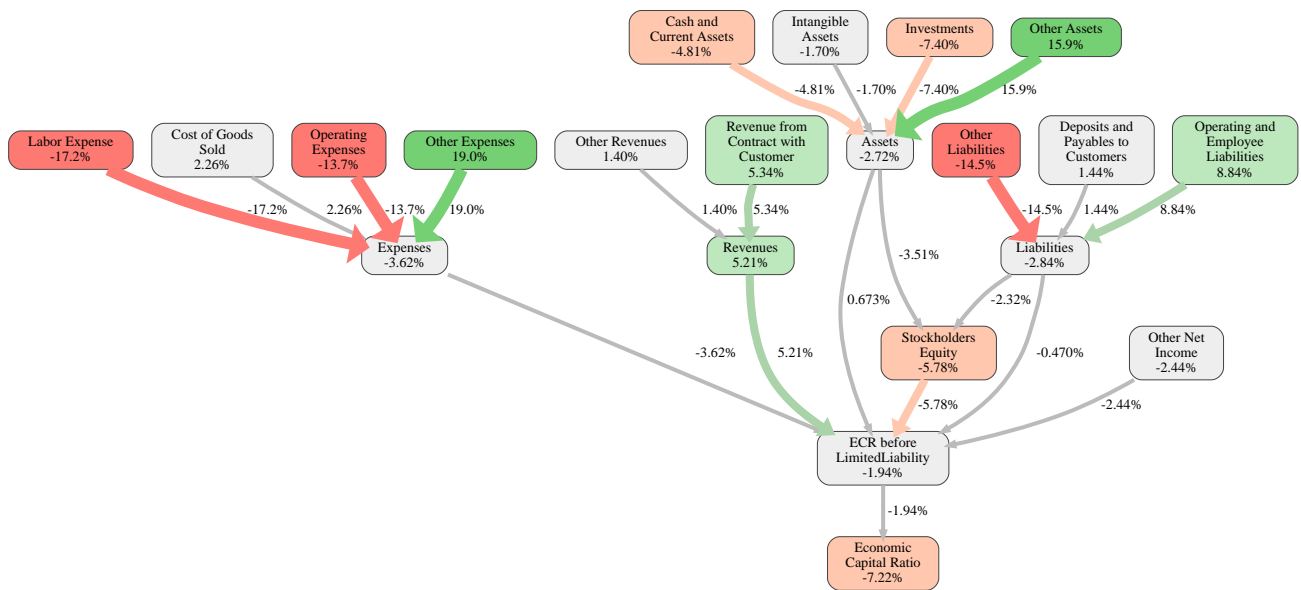 Cash and
Current Assets
-4.81%
Intangible
Assets
-1.70%
Investments
-7.40%
Other Assets
15.9%
-4.81%
-1.70%
-7.40%
15.9%
Labor Expense
-17.2%
Cost of Goods
Sold
2.26%
Operating
Expenses
-13.7%
Other Expenses
19.0%
Other Revenues
1.40%
Revenue from
Contract with
Customer
5.34%
Assets
-2.72%
Other
Liabilities
-14.5%
Deposits and
Payables to
Customers
1.44%
Operating and
Employee
Liabilities
8.84%
-17.2%
2.26%
-13.7%
19.0%
1.40%
5.34%
-14.5%
1.44%
8.84%
Expenses
-3.62%
Revenues
5.21%
-3.51%
Liabilities
-2.84%
0.673%
-2.32%
-3.62%
5.21%
Stockholders
Equity
-5.78%
-0.470%
Other Net
Income
-2.44%
-5.78%
-2.44%
ECR before
LimitedLiability
-1.94%
-1.94%
Economic
Capital Ratio
-7.22%